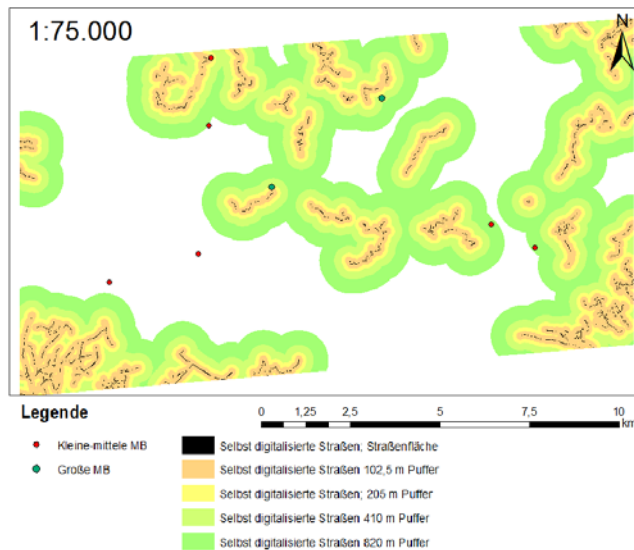 1:75.000
N
Legende
0 1,25 2,5 5 7,5 10
km
Kleine-mittele MB
Große MB
Selbst digitalisierte Straßen; Straßenfläche
Selbst digitalisierte Straßen 102,5 m Puffer
Selbst digitalisierte Straßen; 205 m Puffer
Selbst digitalisierte Straßen 410 m Puffer
Selbst digitalisierte Straßen 820 m Puffer